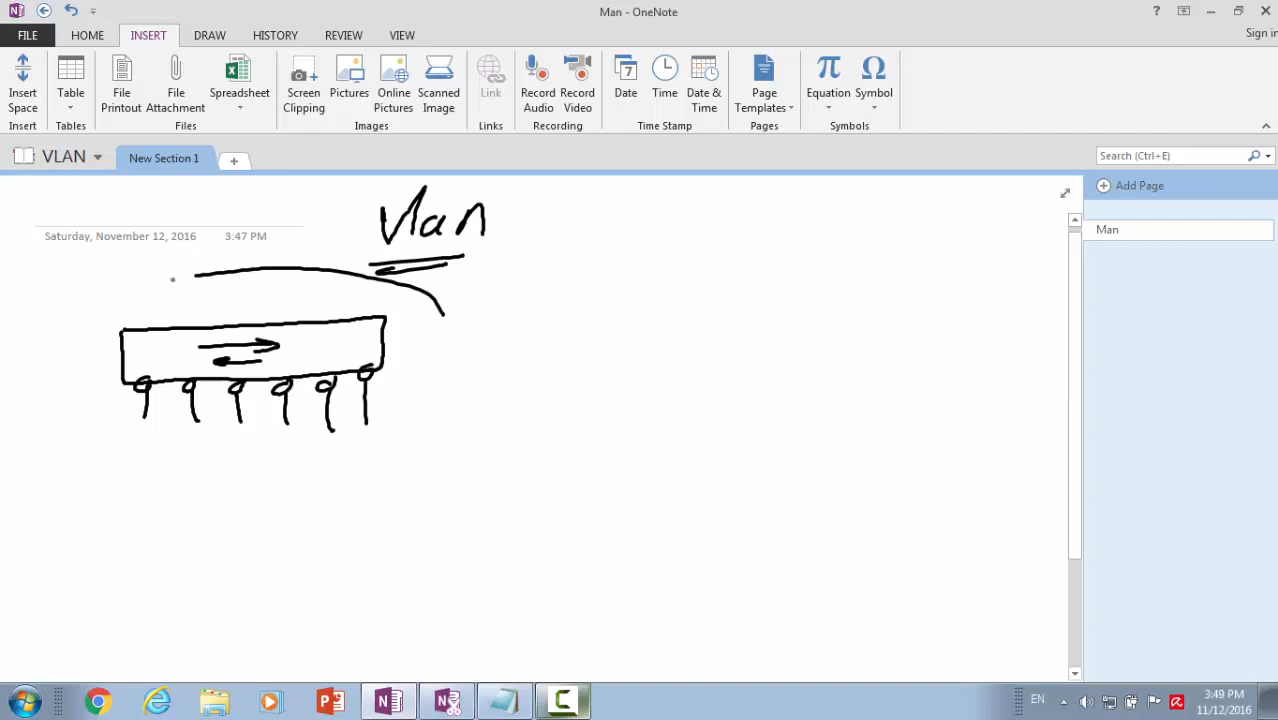 Man - OneNote
?
Sign in
FILE HOME INSERT DRAW HISTORY REVIEW VIEW
Insert Space
Table
File Printout
File Attachment
Spreadsheet
Screen Clipping
Pictures
Online Pictures
Scanned Image
Link
Record Audio
Record Video
Date
Time
Date & Time
Page Templates
Equation
Symbol
Insert Tables Files Images Links Recording Time Stamp Pages Symbols
VLAN New Section 1
Search (Ctrl+E)
Add Page
Man
Vlan
Saturday, November 12, 2016 3:47 PM
EN
3:49 PM
11/12/2016